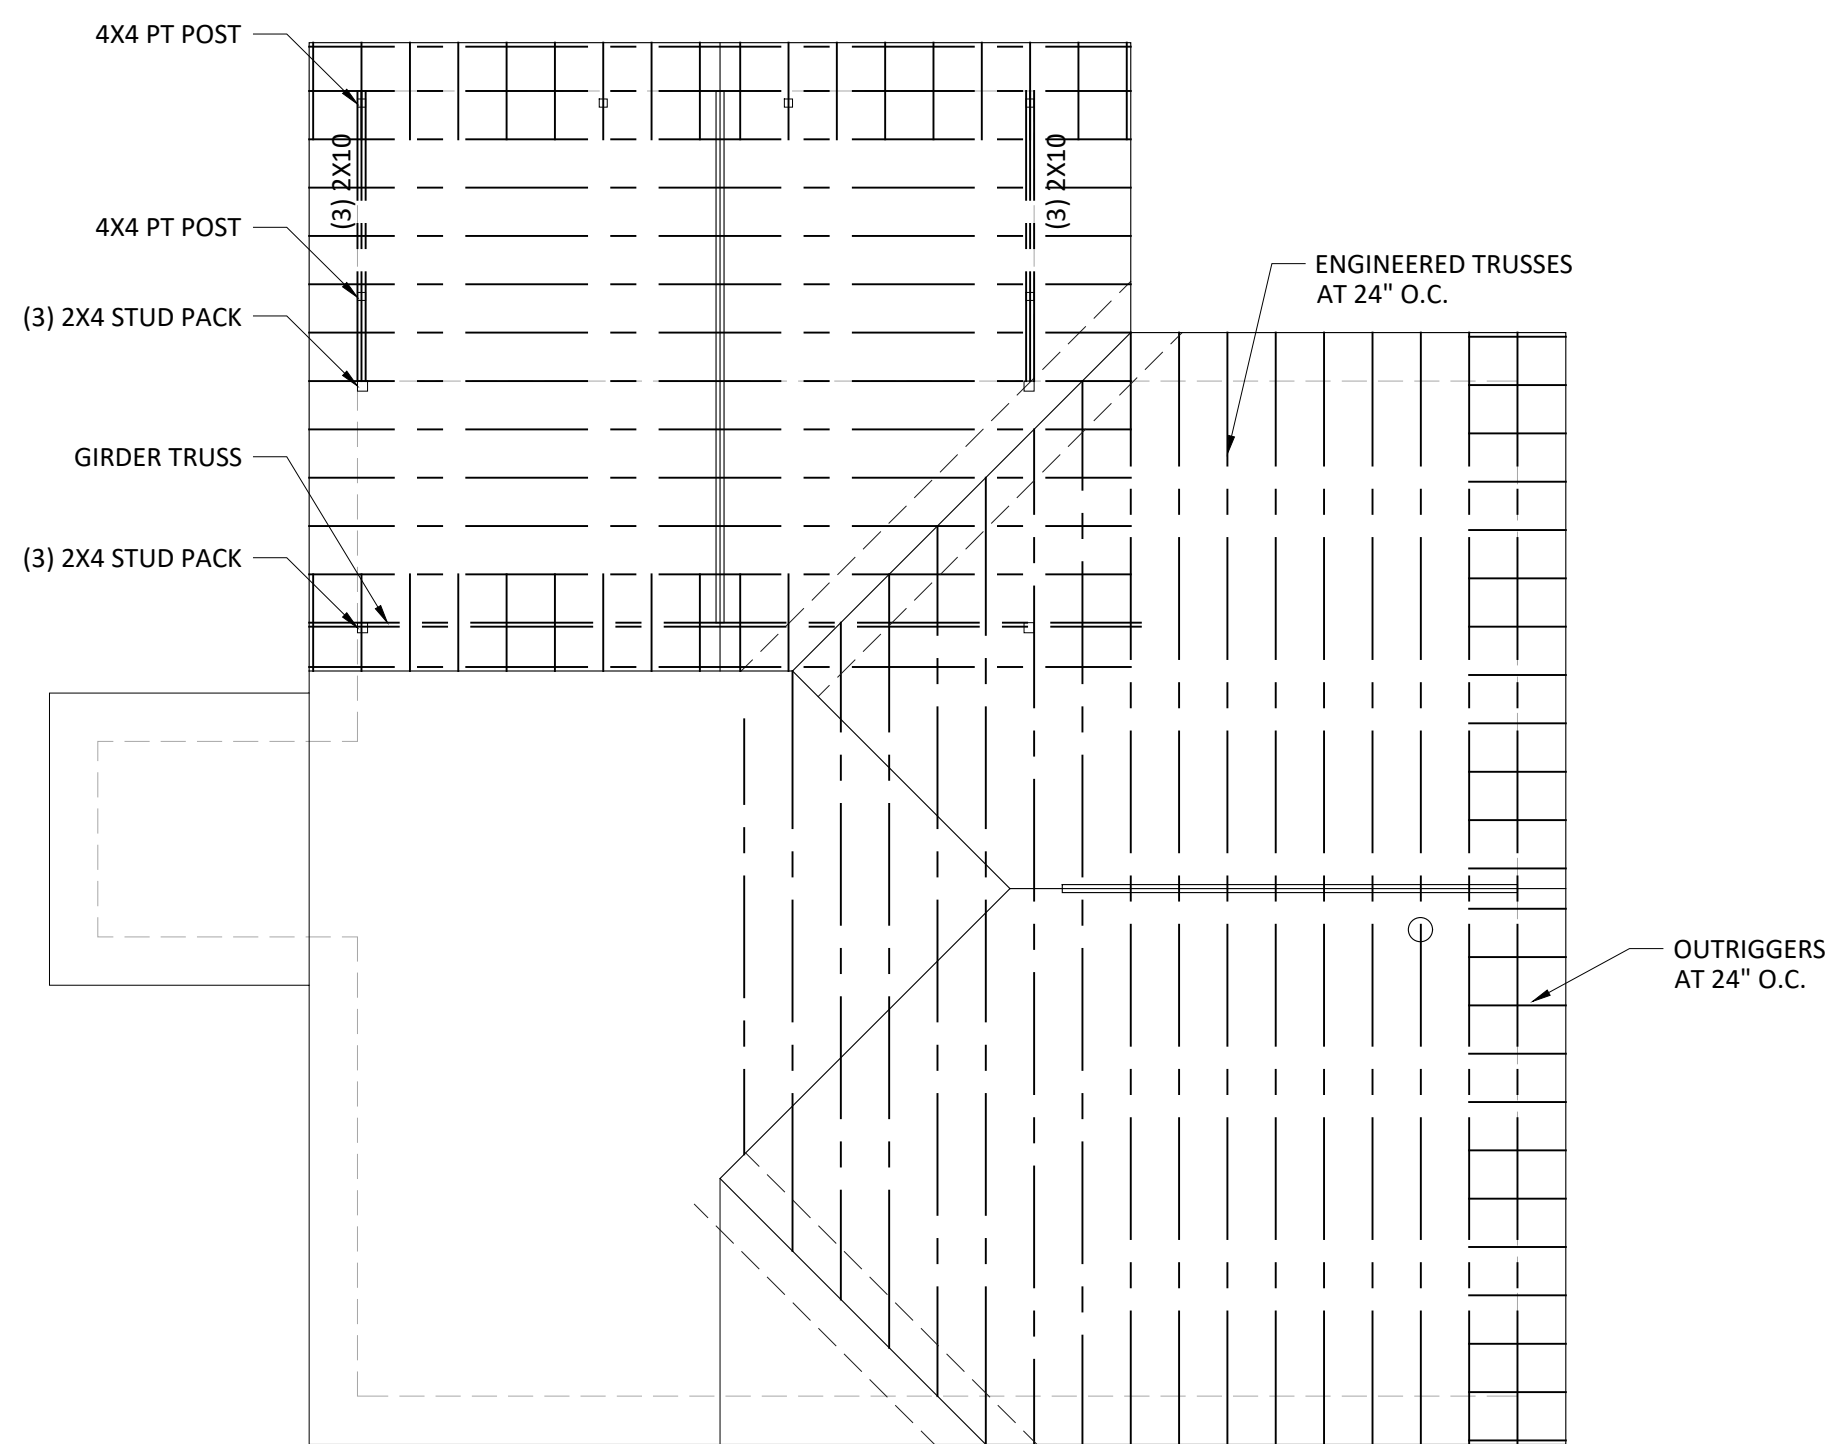 4X4 PT POST
(3) 2X10
(3) 2X10
4X4 PT POST
ENGINEERED TRUSSES
AT 24" O.C.
(3) 2X4 STUD PACK
GIRDER TRUSS
(3) 2X4 STUD PACK
OUTRIGGERS
AT 24" O.C.